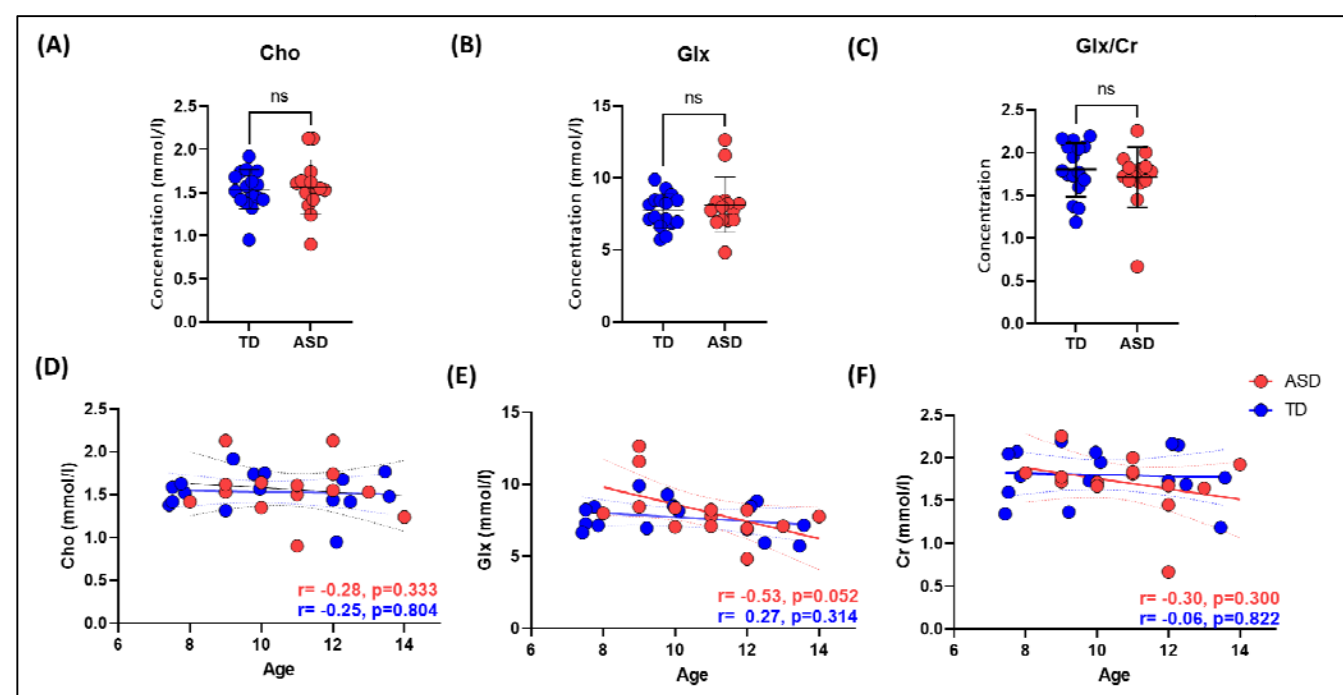 (A)
Cho
ns
Concentration (mmol/l)
2.5
2.0
1.5
1.0
0.5
0.0
TD
ASD
(B)
Glx
ns
Concentration (mmol/l)
15
10
5
0
TD
ASD
(C)
Glx/Cr
ns
Concentration
2.5
2.0
1.5
1.0
0.5
0.0
TD
ASD
(D)
Cho (mmol/l)
2.5
2.0
1.5
1.0
0.5
0.0
r= -0.28, p=0.333
r= -0.25, p=0.804
6 8 10 12 14
Age
(E)
Glx (mmol/l)
15
10
5
0
r= -0.53, p=0.052
r= 0.27, p=0.314
6 8 10 12 14
Age
(F)
ASD
TD
Cr (mmol/l)
2.5
2.0
1.5
1.0
0.5
0.0
r= -0.30, p=0.300
r= -0.06, p=0.822
6 8 10 12 14
Age